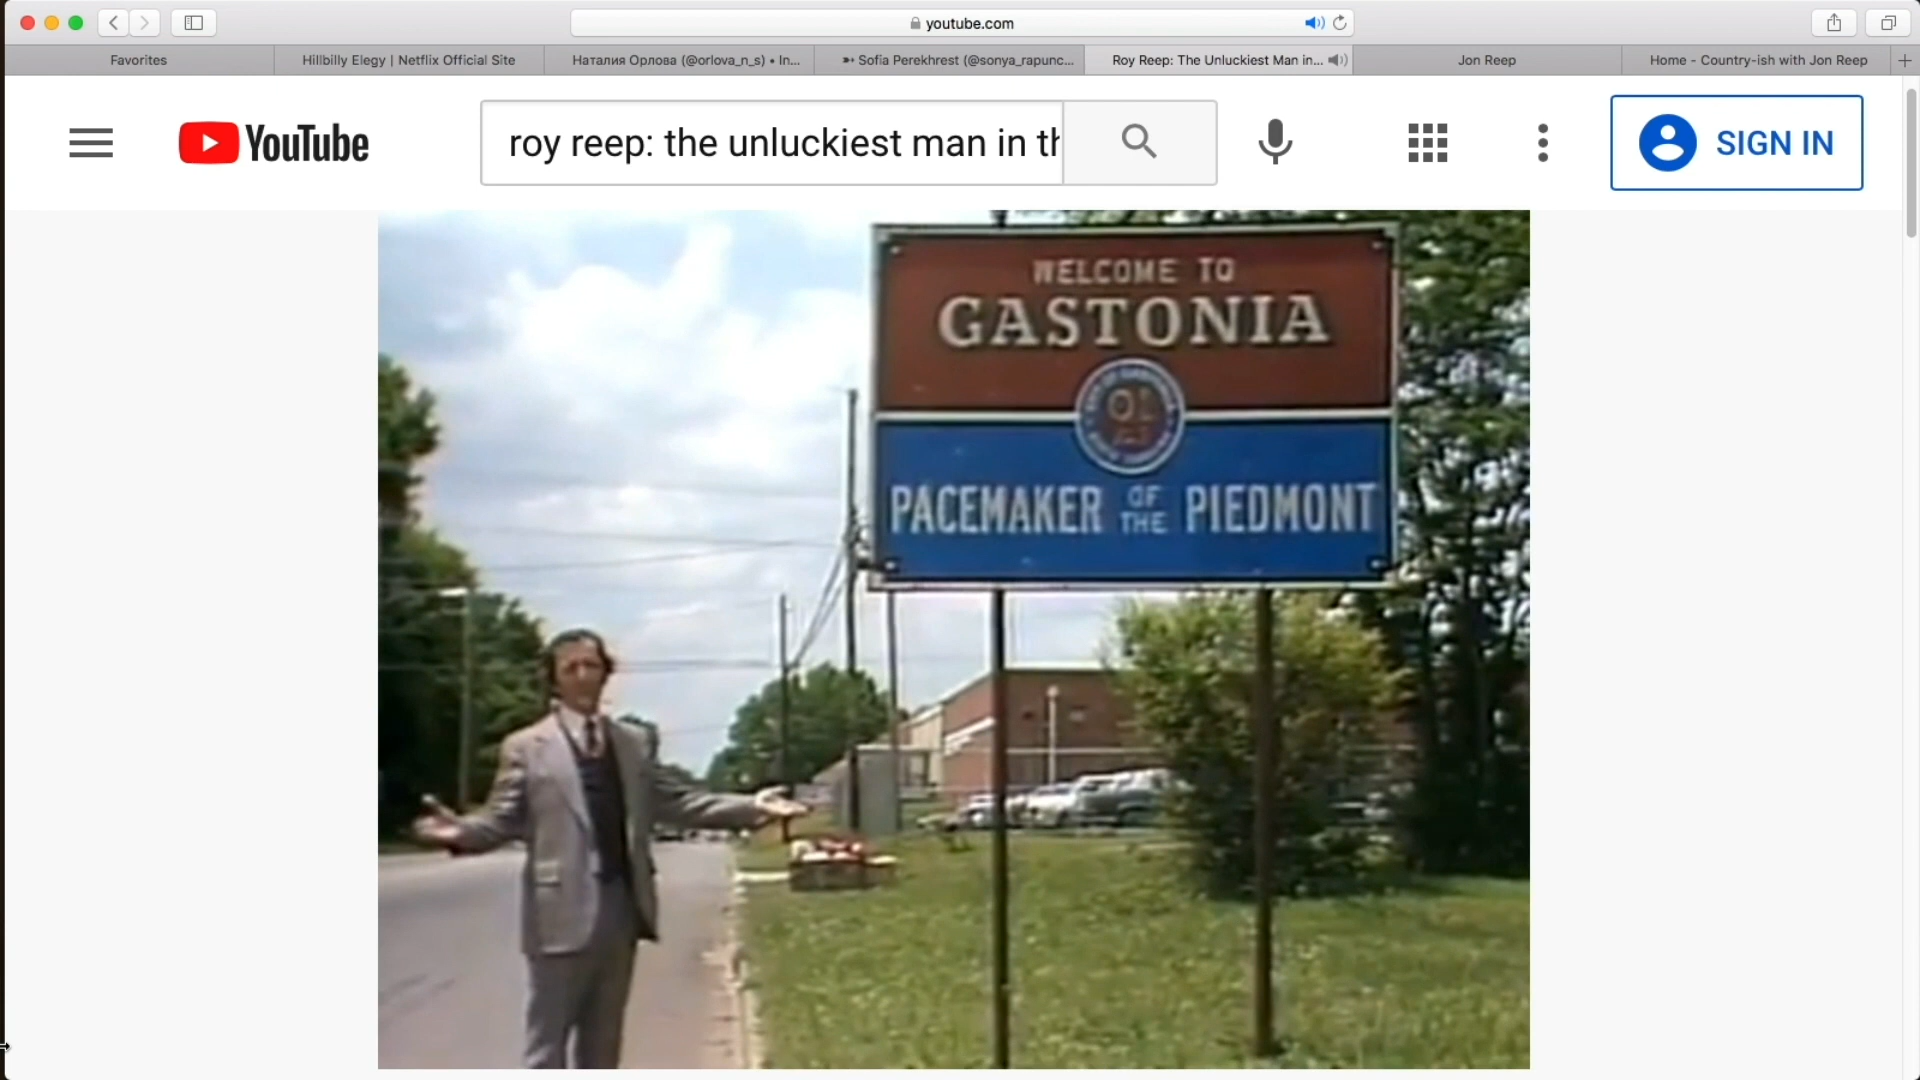 youtube.com
Favorites
Hillbilly Elegy | Netflix Official Site
Наталия Орлова (@orlova_n_s) • In...
Sofia Perekhrest (@sonya_rapunc...
Roy Reep: The Unluckiest Man in...
Jon Reep
Home - Country-ish with Jon Reep
YouTube
roy reep: the unluckiest man in th
SIGN IN
WELCOME TO
GASTONIA
PACEMAKER OF THE PIEDMONT